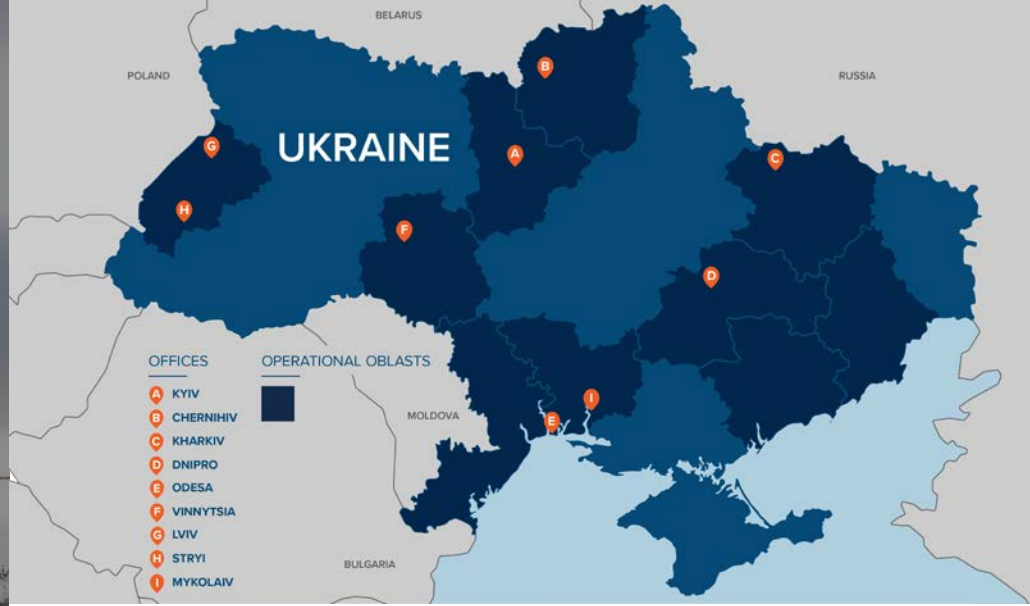 BELARUS
POLAND
RUSSIA
UKRAINE
B
A
G
C
H
F
D
I
E
MOLDOVA
BULGARIA
OFFICES
A KYIV
B CHERNIHIV
C KHARKIV
D DNIPRO
E ODESA
F VINNYTSIA
G LVIV
H STRYI
I MYKOLAIV
OPERATIONAL OBLASTS